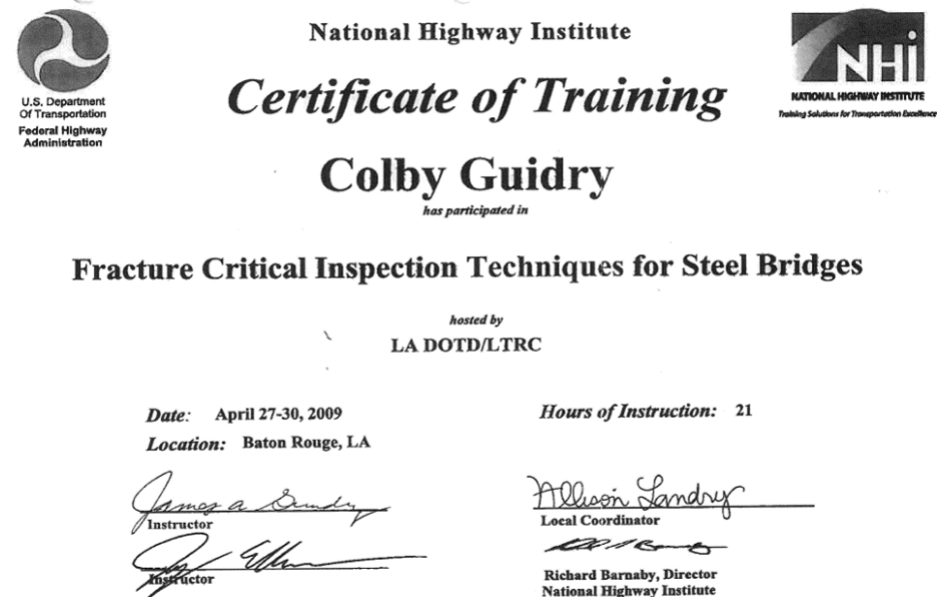 National Highway Institute
NHi
NATIONAL HIGHWAY INSTITUTE
Training Solutions for Transportation Excellence
U.S. Department
Of Transportation
Federal Highway
Administration
Certificate of Training
Colby Guidry
has participated in
Fracture Critical Inspection Techniques for Steel Bridges
hosted by
LA DOTD/LTRC
Date: April 27-30, 2009
Hours of Instruction: 21
Location: Baton Rouge, LA
James a
Instructor
Allison Landry
Local Coordinator
Instructor
Richard Barnaby, Director
National Highway Institute